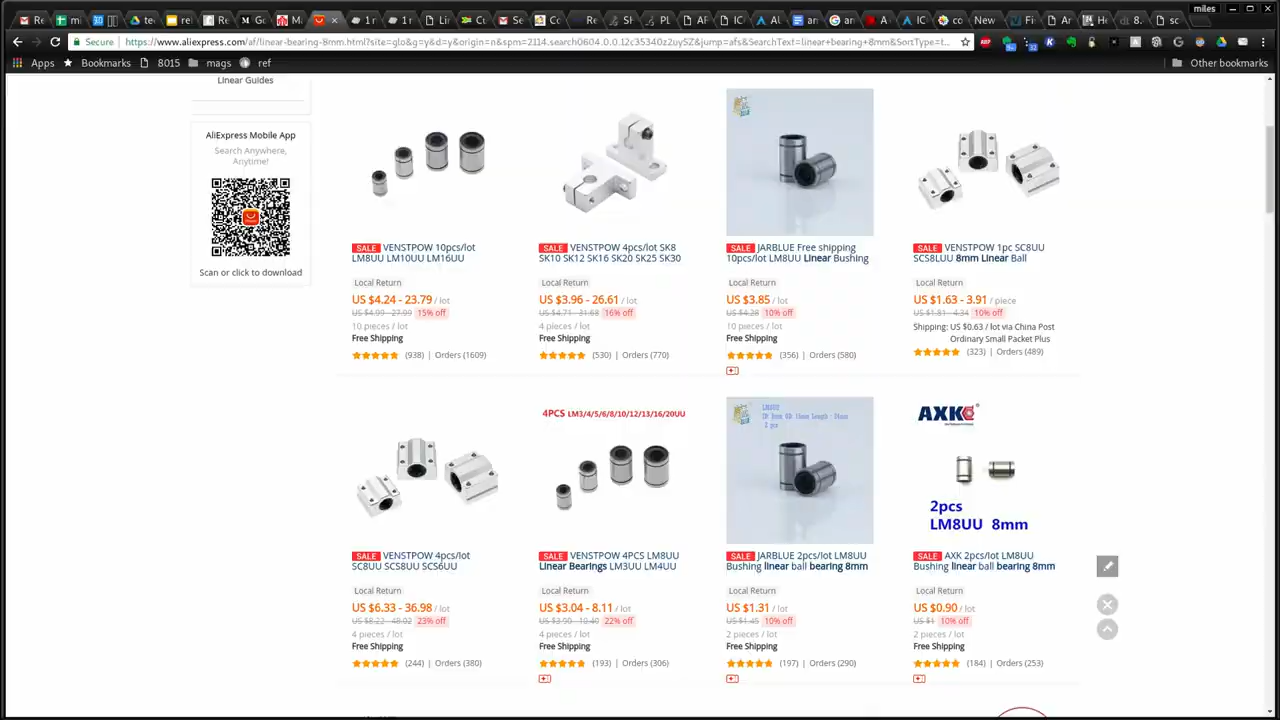 miles
Secure
https://www.aliexpress.com/af/linear-bearing-8mm.html?site=glo&g=y&d=y&origin=n&spm=2114.search0604.0.0.12c35340z2uySZ&jump=afs&SearchText=linear+bearing+8mm&SortType=t...
Apps Bookmarks 8015 mags ref Other bookmarks
Linear Guides
AliExpress Mobile App
Search Anywhere,
Anytime!
Scan or click to download
SALE VENSTPOW 10pcs/lot
LM8UU LM10UU LM16UU
Local Return
US $4.24 - 23.79 / lot
US $4.99 - 27.99 15% off
10 pieces / lot
Free Shipping
(938) | Orders (1609)
SALE VENSTPOW 4pcs/lot SK8
SK10 SK12 SK16 SK20 SK25 SK30
Local Return
US $3.96 - 26.61 / lot
US $4.71 - 31.68 16% off
4 pieces / lot
Free Shipping
(530) | Orders (770)
SALE JARBLUE Free shipping
10pcs/lot LM8UU Linear Bushing
Local Return
US $3.85 / lot
US $4.28 10% off
10 pieces / lot
Free Shipping
(356) | Orders (580)
SALE VENSTPOW 1pc SC8UU
SCS8LUU 8mm Linear Ball
Local Return
US $1.63 - 3.91 / piece
US $1.81 - 4.34 10% off
Shipping: US $0.63 / lot via China Post
Ordinary Small Packet Plus
(323) | Orders (489)
SALE VENSTPOW 4pcs/lot
SC8UU SCS8UU SCS6UU
Local Return
US $6.33 - 36.98 / lot
US $8.22 - 48.02 23% off
4 pieces / lot
Free Shipping
(244) | Orders (380)
4PCS LM3/4/5/6/8/10/12/13/16/20UU
SALE VENSTPOW 4PCS LM8UU
Linear Bearings LM3UU LM4UU
Local Return
US $3.04 - 8.11 / lot
US $3.90 - 10.40 22% off
4 pieces / lot
Free Shipping
(193) | Orders (306)
LM8UU
2 pcs
SALE JARBLUE 2pcs/lot LM8UU
Bushing linear ball bearing 8mm
Local Return
US $1.31 / lot
US $1.45 10% off
2 pieces / lot
Free Shipping
(197) | Orders (290)
AXK
2pcs
LM8UU 8mm
SALE AXK 2pcs/lot LM8UU
Bushing linear ball bearing 8mm
Local Return
US $0.90 / lot
US $1 10% off
2 pieces / lot
Free Shipping
(184) | Orders (253)